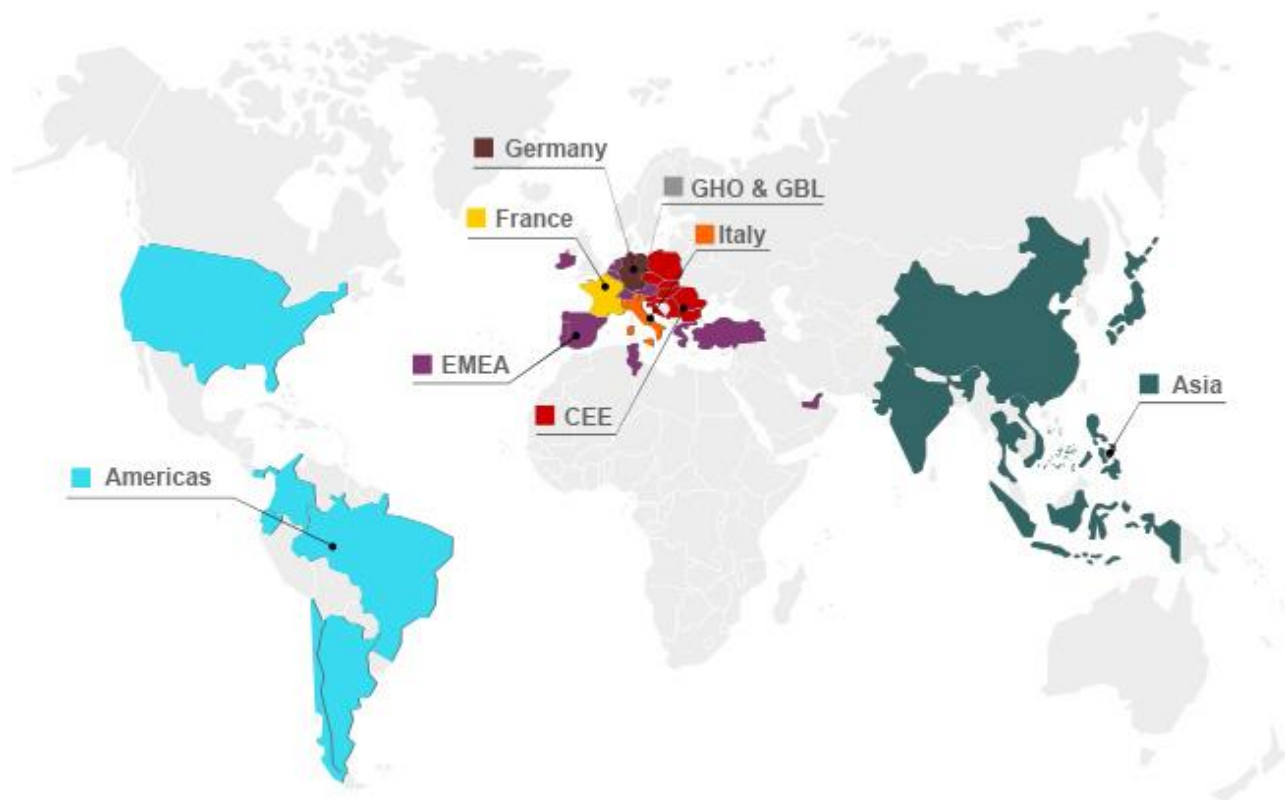 Germany
GHO & GBL
France
Italy
EMEA
Asia
CEE
Americas